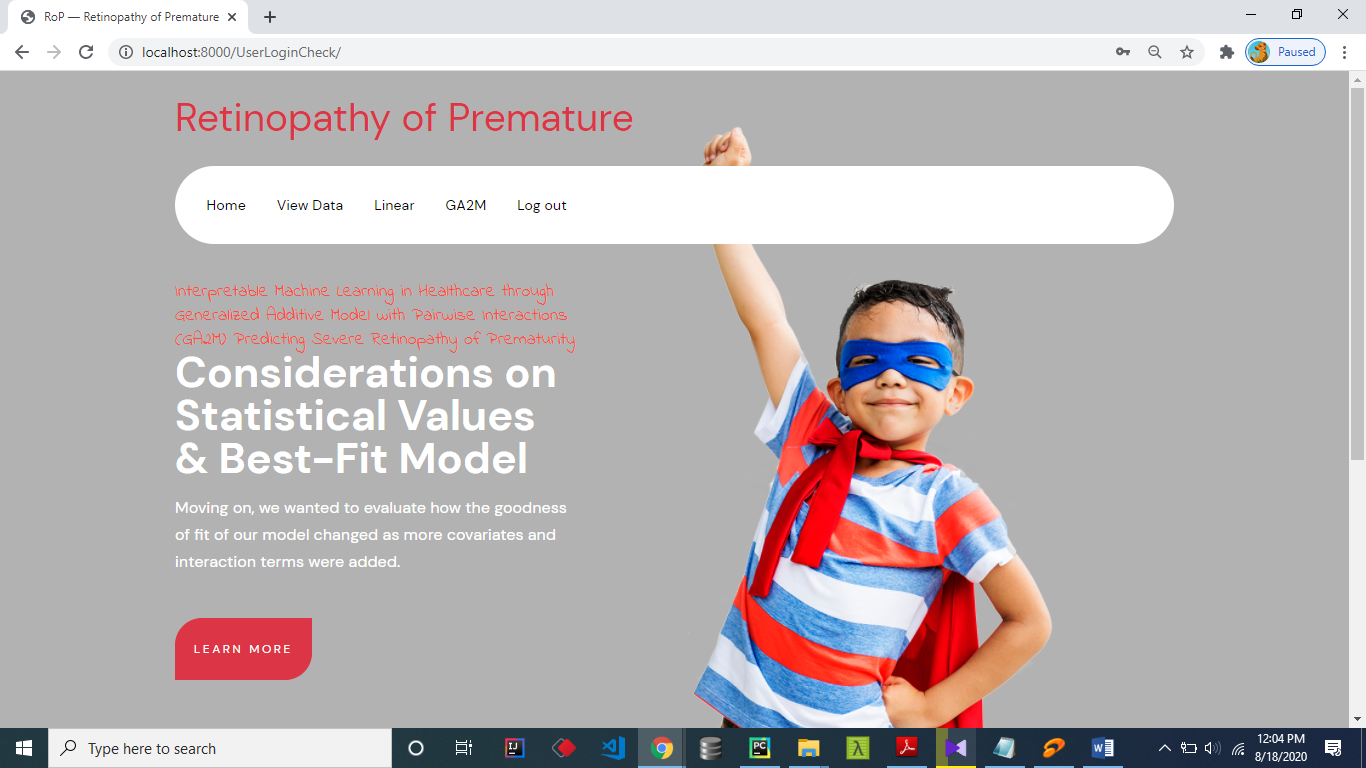 RoP — Retinopathy of Premature
localhost:8000/UserLoginCheck/
Paused
Retinopathy of Premature
Home View Data Linear GA2M Log out
Interpretable Machine Learning in Healthcare through
Generalized Additive Model with Pairwise Interactions
(GA2M) Predicting Severe Retinopathy of Prematurity
Considerations on
Statistical Values
& Best-Fit Model
Moving on, we wanted to evaluate how the goodness
of fit of our model changed as more covariates and
interaction terms were added.
LEARN MORE
Type here to search
IJ
PC
λ
W
12:04 PM
8/18/2020